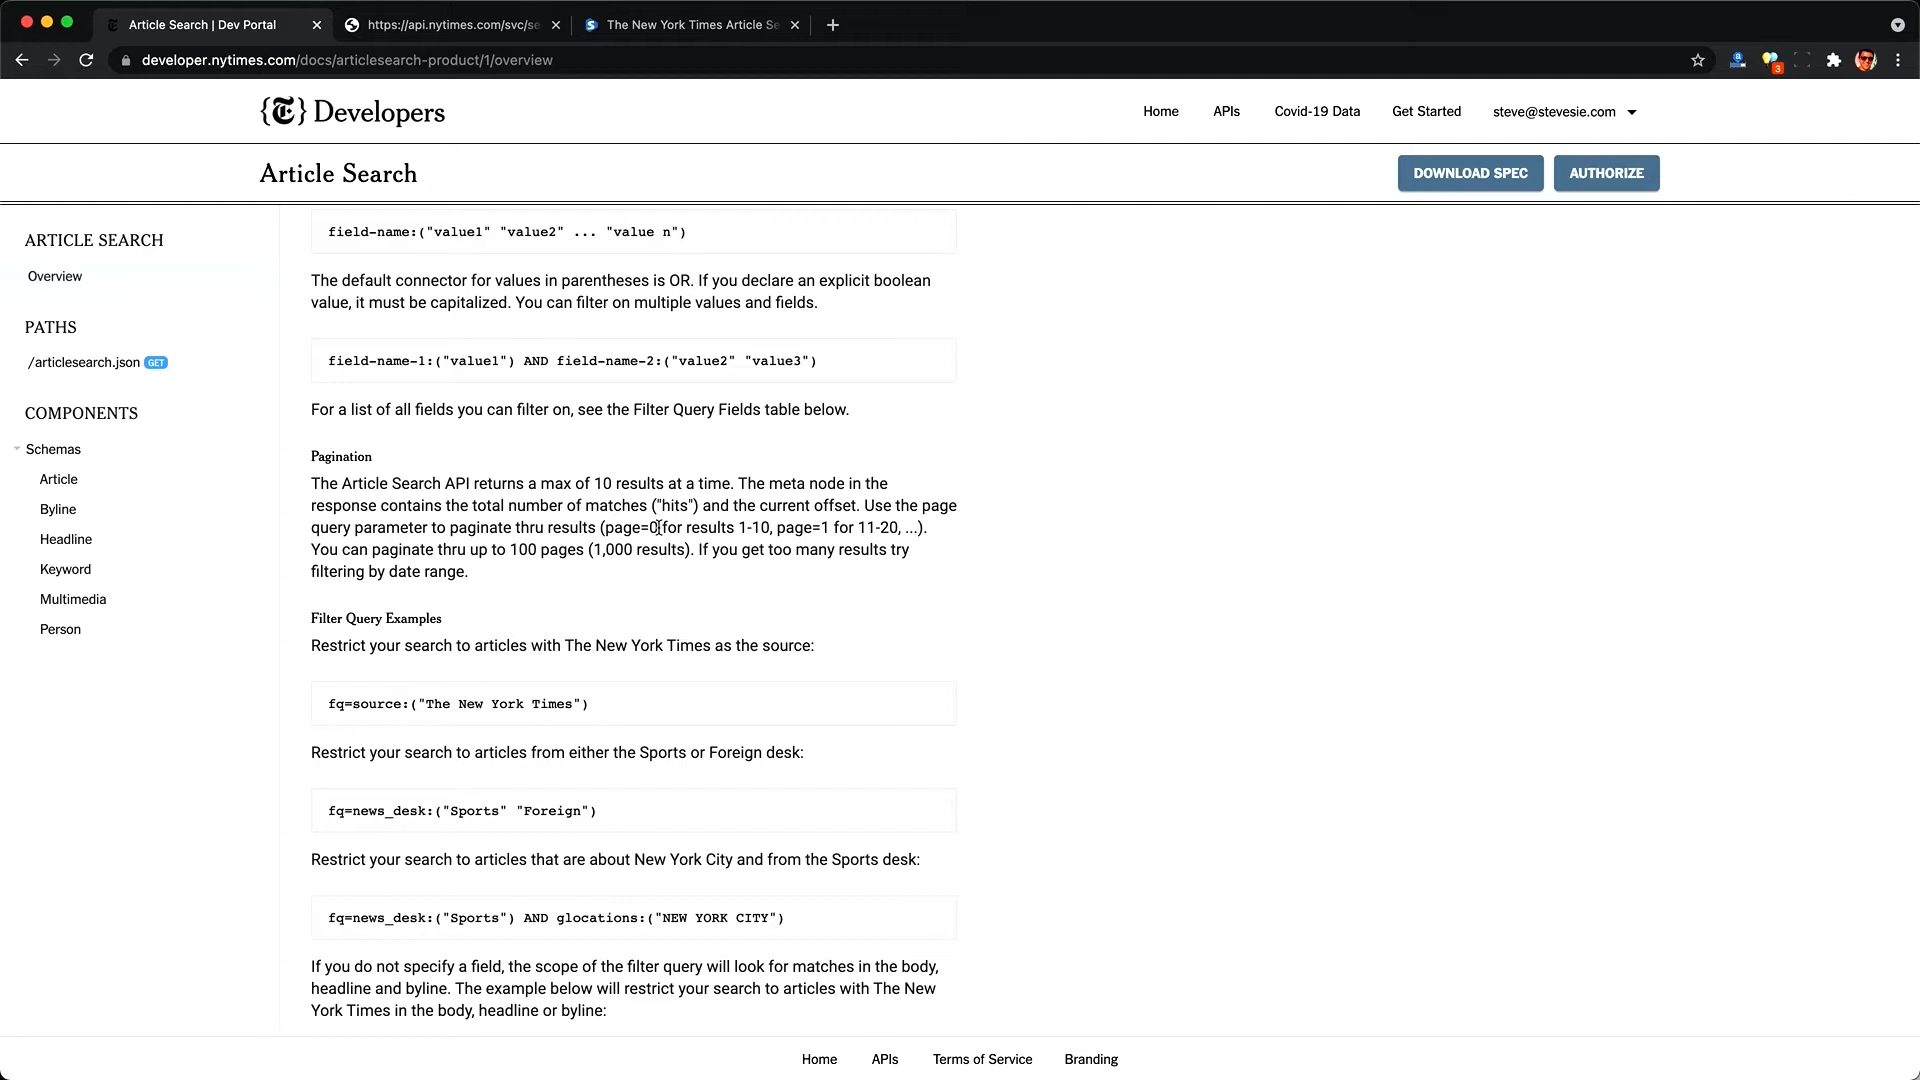 Article Search | Dev Portal
https://api.nytimes.com/svc/se
The New York Times Article Se
developer.nytimes.com/docs/articlesearch-product/1/overview
3
{T} Developers
Home
APIs
Covid-19 Data
Get Started
steve@stevesie.com
Article Search
DOWNLOAD SPEC
AUTHORIZE
ARTICLE SEARCH
Overview
PATHS
/articlesearch.json GET
COMPONENTS
Schemas
Article
Byline
Headline
Keyword
Multimedia
Person
field-name:("value1" "value2" ... "value n")
The default connector for values in parentheses is OR. If you declare an explicit boolean
value, it must be capitalized. You can filter on multiple values and fields.
field-name-1:("value1") AND field-name-2:("value2" "value3")
For a list of all fields you can filter on, see the Filter Query Fields table below.
Pagination
The Article Search API returns a max of 10 results at a time. The meta node in the
response contains the total number of matches ("hits") and the current offset. Use the page
query parameter to paginate thru results (page=0 for results 1-10, page=1 for 11-20, ...).
You can paginate thru up to 100 pages (1,000 results). If you get too many results try
filtering by date range.
Filter Query Examples
Restrict your search to articles with The New York Times as the source:
fq=source:("The New York Times")
Restrict your search to articles from either the Sports or Foreign desk:
fq=news_desk:("Sports" "Foreign")
Restrict your search to articles that are about New York City and from the Sports desk:
fq=news_desk:("Sports") AND glocations:("NEW YORK CITY")
If you do not specify a field, the scope of the filter query will look for matches in the body,
headline and byline. The example below will restrict your search to articles with The New
York Times in the body, headline or byline:
Home
APIs
Terms of Service
Branding